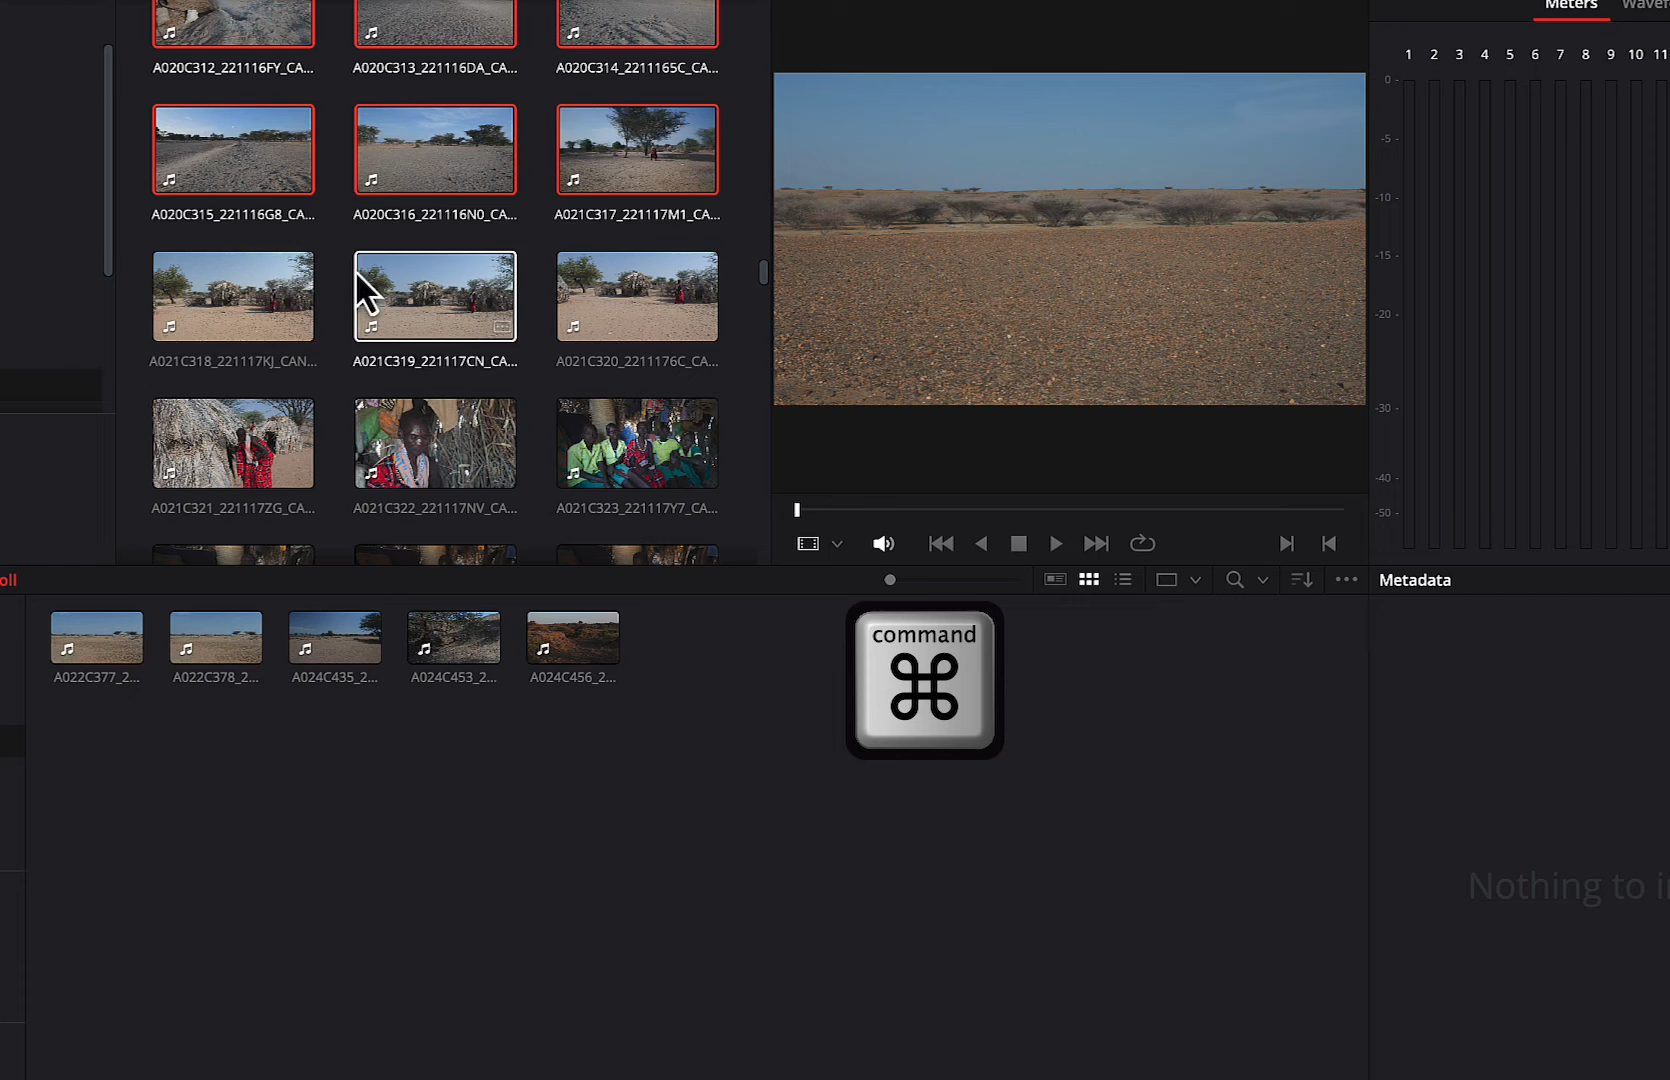 Meters
1 2 3 4 5 6 7 8 9 10 11
0
-5
-10
-15
-20
-30
-40
-50
A020C312_221116FY_CA...
A020C313_221116DA_CA...
A020C314_2211165C_CA...
A020C315_221116G8_CA...
A020C316_221116N0_CA...
A021C317_221117M1_CA...
A021C318_221117KJ_CAN...
A021C319_221117CN_CA...
A021C320_2211176C_CA...
A021C321_221117ZG_CA...
A021C322_221117NV_CA...
A021C323_221117Y7_CA...
oll
Metadata
A022C377_2...
A022C378_2...
A024C435_2...
A024C453_2...
A024C456_2...
command
⌘
Nothing to i